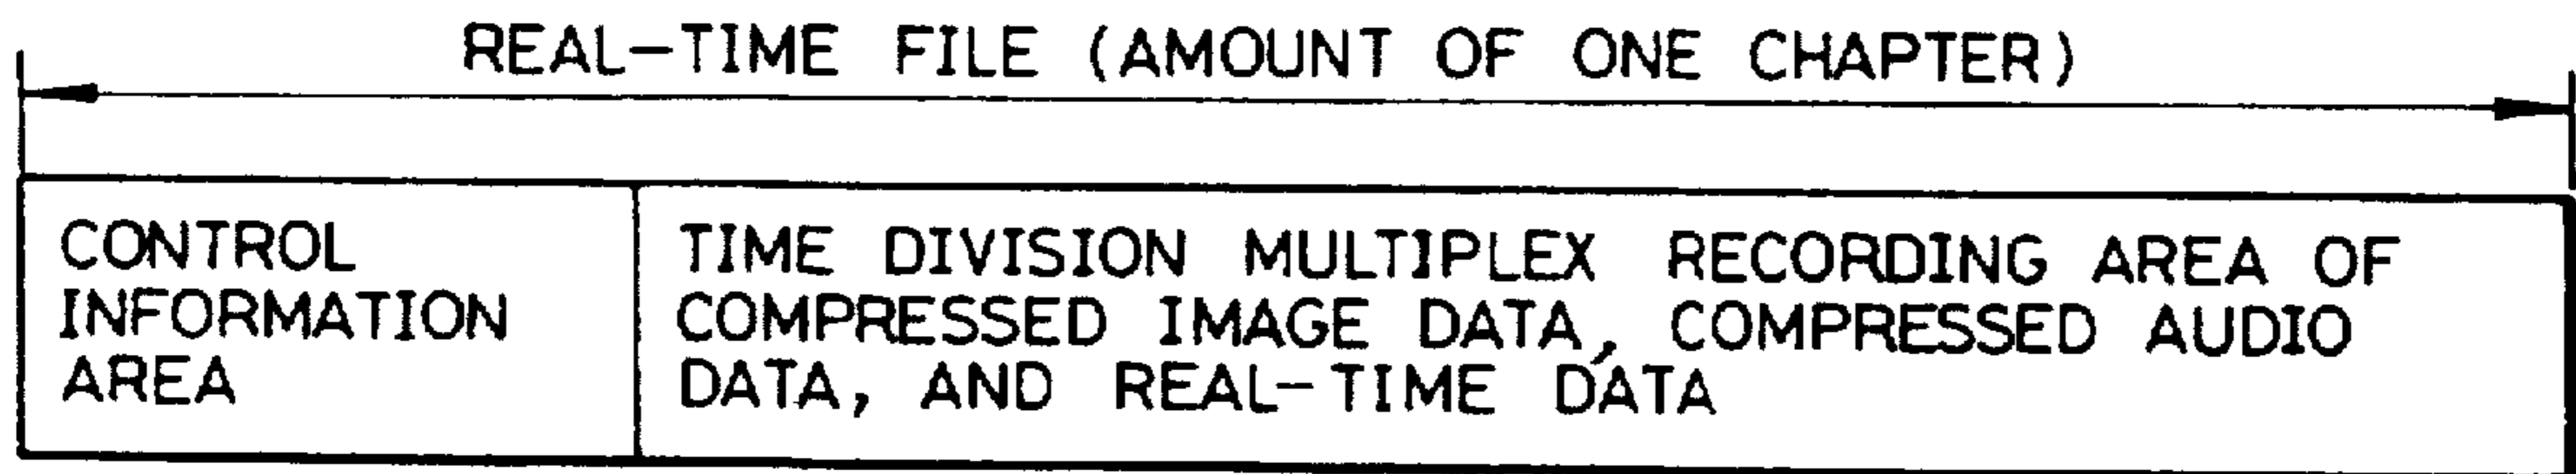 REAL-TIME FILE (AMOUNT OF ONE CHAPTER)
CONTROL
INFORMATION
AREA
TIME DIVISION MULTIPLEX RECORDING AREA OF
COMPRESSED IMAGE DATA, COMPRESSED AUDIO
DATA, AND REAL-TIME DATA